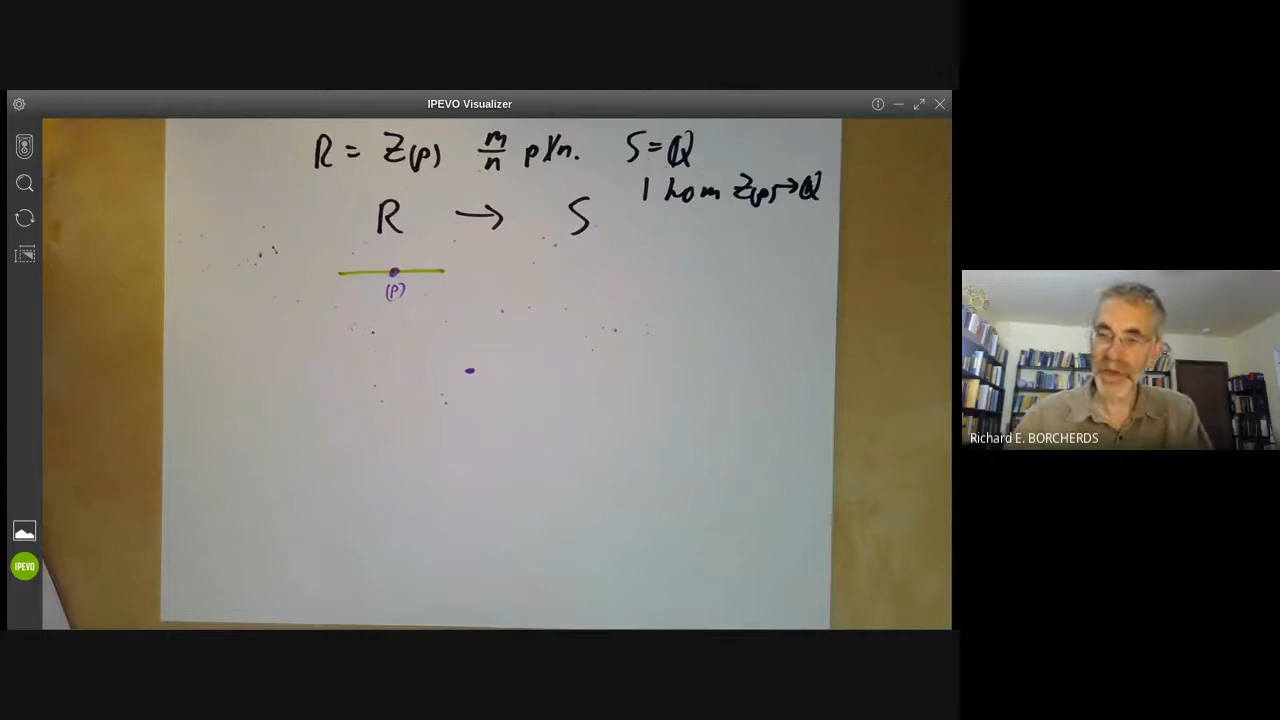 IPEVO Visualizer
R = Z(p) m/n p∤n. S = ℚ
1 hom Z(p) → ℚ
R → S
(p)
IPEVO
Richard E. BORCHERDS